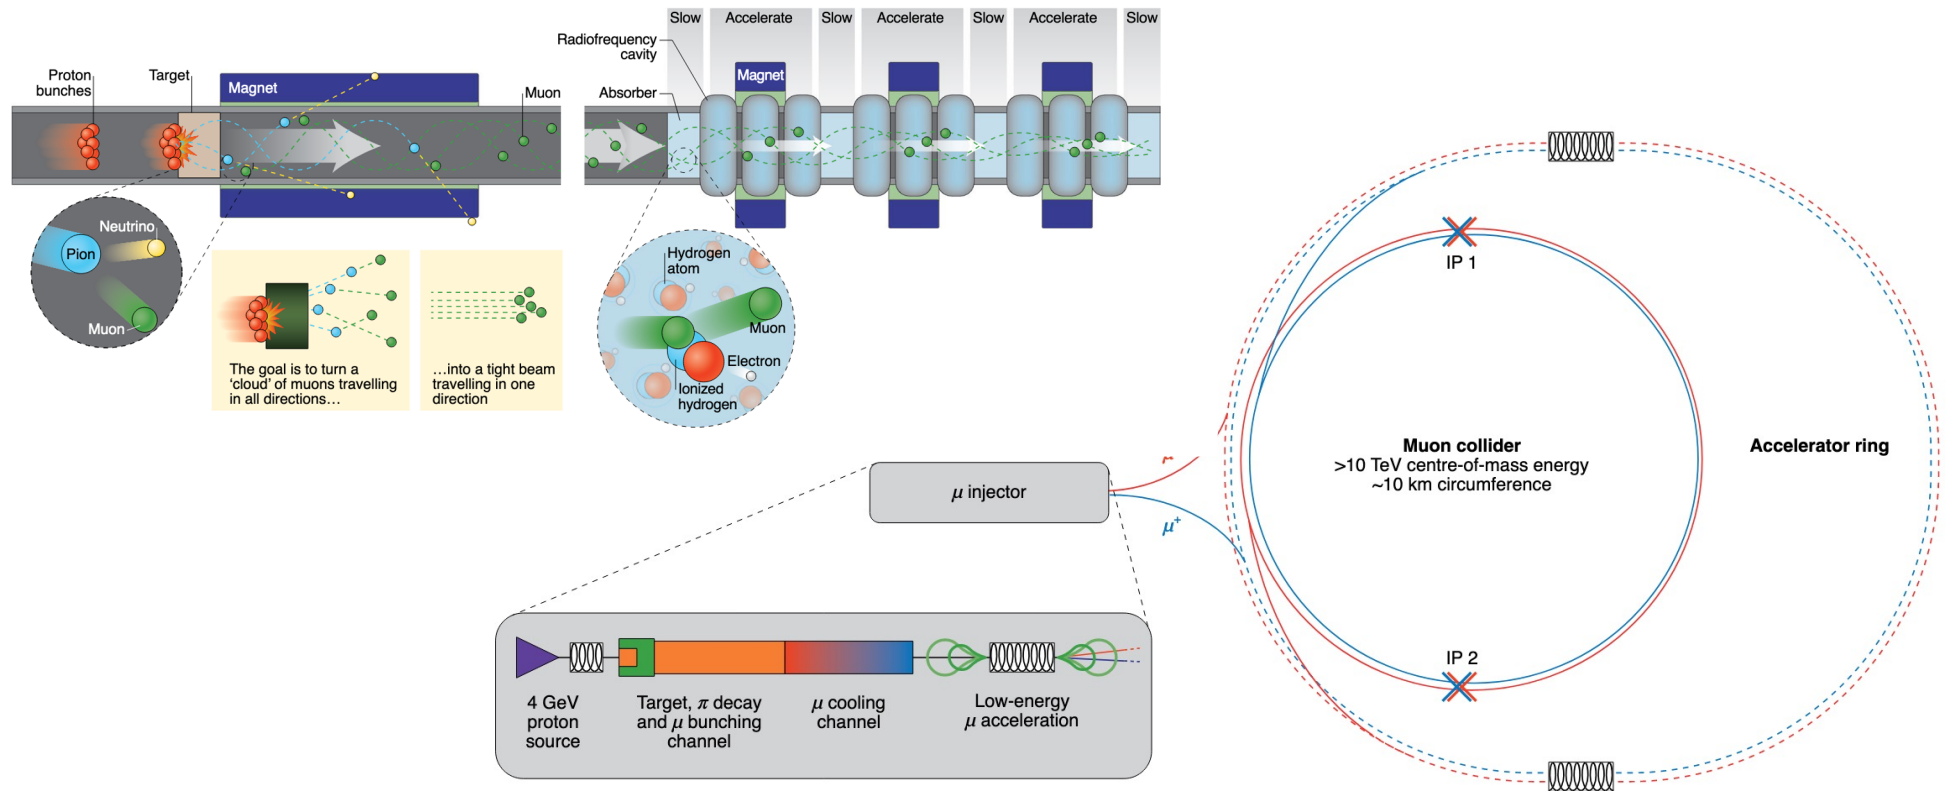 Slow
Accelerate
Slow
Accelerate
Slow
Accelerate
Slow
Radiofrequency
cavity
Absorber
Magnet
Proton
bunches
Target
Magnet
Muon
Neutrino
Pion
Muon
The goal is to turn a
‘cloud’ of muons travelling
in all directions…
…into a tight beam
travelling in one
direction
Hydrogen
atom
Muon
Electron
Ionized
hydrogen
IP 1
Muon collider
>10 TeV centre-of-mass energy
~10 km circumference
Accelerator ring
IP 2
μ injector
μ+
4 GeV
proton
source
Target, π decay
and μ bunching
channel
μ cooling
channel
Low-energy
μ acceleration